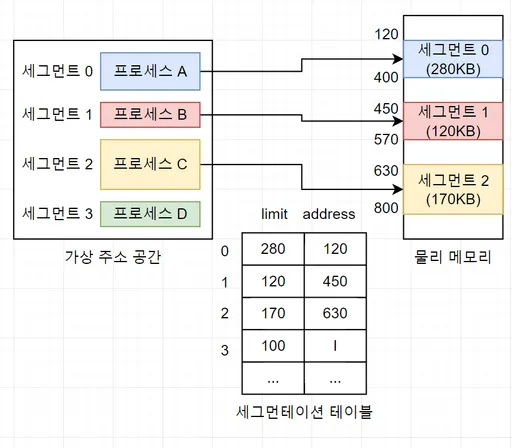 세그먼트 0
프로세스 A
세그먼트 1
프로세스 B
세그먼트 2
프로세스 C
세그먼트 3
프로세스 D
가상 주소 공간
120
세그먼트 0
(280KB)
400
450
세그먼트 1
(120KB)
570
630
세그먼트 2
(170KB)
800
물리 메모리
limit address
0 280 120
1 120 450
2 170 630
3 100 I
... ...
세그먼테이션 테이블